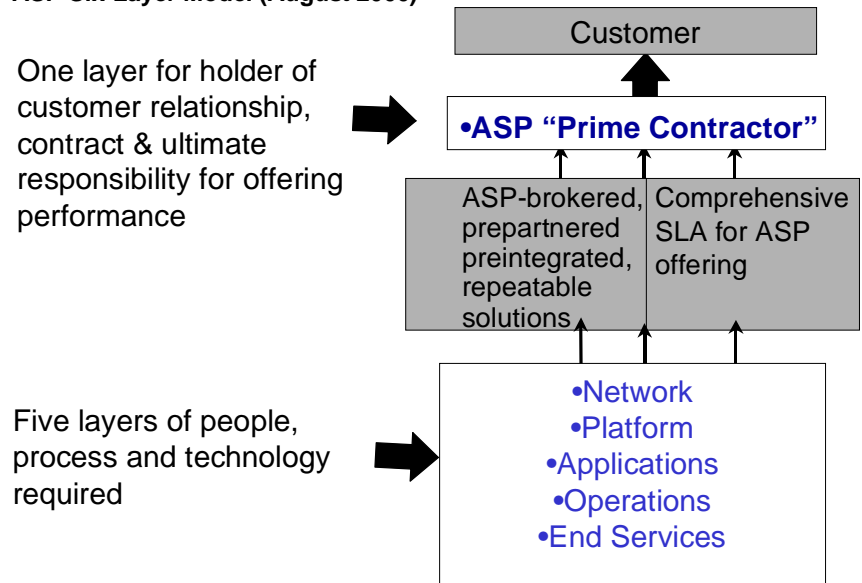 Customer
One layer for holder of
customer relationship,
contract & ultimate
responsibility for offering
performance
•ASP “Prime Contractor”
ASP-brokered,
prepartnered
preintegrated,
repeatable
solutions
Comprehensive
SLA for ASP
offering
Five layers of people,
process and technology
required
•Network
•Platform
•Applications
•Operations
•End Services